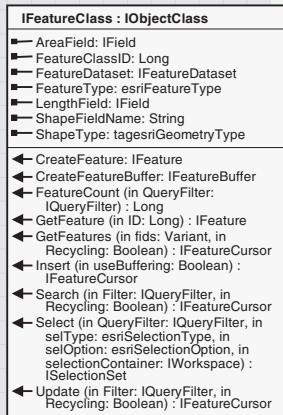 IFeatureClass : IObjectClass
AreaField: IField
FeatureClassID: Long
FeatureDataset: IFeatureDataset
FeatureType: esriFeatureType
LengthField: IField
ShapeFieldName: String
ShapeType: tagesriGeometryType
CreateFeature: IFeature
CreateFeatureBuffer: IFeatureBuffer
FeatureCount (in QueryFilter:
IQueryFilter) : Long
GetFeature (in ID: Long) : IFeature
GetFeatures (in fids: Variant, in
Recycling: Boolean) : IFeatureCursor
Insert (in useBuffering: Boolean) :
IFeatureCursor
Search (in Filter: IQueryFilter, in
Recycling: Boolean) : IFeatureCursor
Select (in QueryFilter: IQueryFilter, in
selType: esriSelectionType, in
selOption: esriSelectionOption, in
selectionContainer: IWorkspace) :
ISelectionSet
Update (in Filter: IQueryFilter, in
Recycling: Boolean) : IFeatureCursor